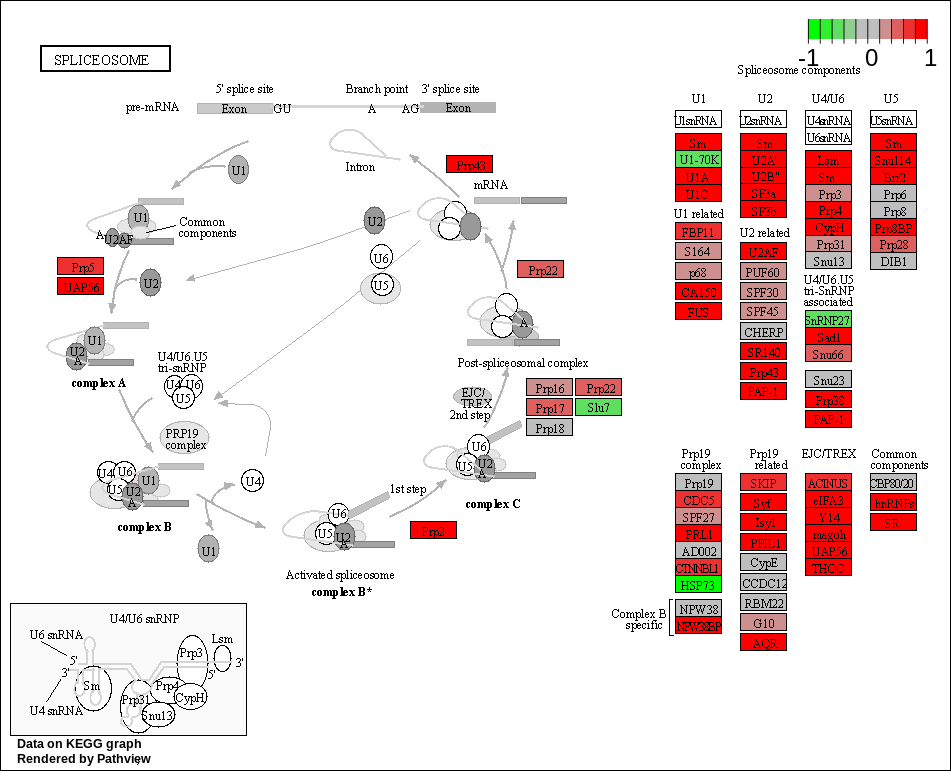 SPLICEOSOME
-1 0 1
Spliceosome components
5' splice site
Branch point
3' splice site
pre-mRNA
Exon
GU
A
AG
Exon
U1
Intron
Prp43
mRNA
U1
A
U2AF
Common
components
U2
U6
U5
Prp5
UAP56
U2
Prp22
A
U1
U2
A
complex A
U4/U6.U5
tri-snRNP
U4
U6
U5
Post-spliceosomal complex
EJC/
TREX
2nd step
Prp16
Prp22
Prp17
Slu7
Prp18
PRP19
complex
U4
U6
U5
U1
U2
A
complex B
U4
U1
U6
U5
U2
A
1st step
Prp2
U6
U5
U2
A
complex C
Activated spliceosome
complex B*
U1
U1snRNA
Sm
U1-70K
U1A
U1C
U1 related
FBP11
S164
p68
CA150
FUS
U2
U2snRNA
Sm
U2A'
U2B"
SF3a
SF3b
U2 related
U2AF
PUF60
SPF30
SPF45
CHERP
SR140
Prp43
PAP-1
U4/U6
U4snRNA
U6snRNA
Lsm
Sm
Prp3
Prp4
CypH
Prp31
Snu13
U4/U6.U5
tri-SnRNP
associated
SnRNP27
Sad1
Snu66
Snu23
Prp38
PAP-1
U5
U5snRNA
Sm
Snu114
Brr2
Prp6
Prp8
Prp8BP
Prp28
DIB1
Prp19
complex
Prp19
CDC5
SPF27
PRL1
AD002
CTNNBL1
HSP73
Complex B
specific
NPW38
NPW38BP
Prp19
related
SKIP
Syf
Isy1
PPIL1
CypE
CCDC12
RBM22
G10
AQR
EJC/TREX
ACINUS
eIFA3
Y14
magoh
UAP56
THOC
Common
components
CBP80/20
hnRNPs
SR
U4/U6 snRNP
U6 snRNA
5'
3'
Sm
U4 snRNA
Prp31
Prp4
Snu13
CypH
Prp3
Lsm
3'
5'
Data on KEGG graph
Rendered by Pathview